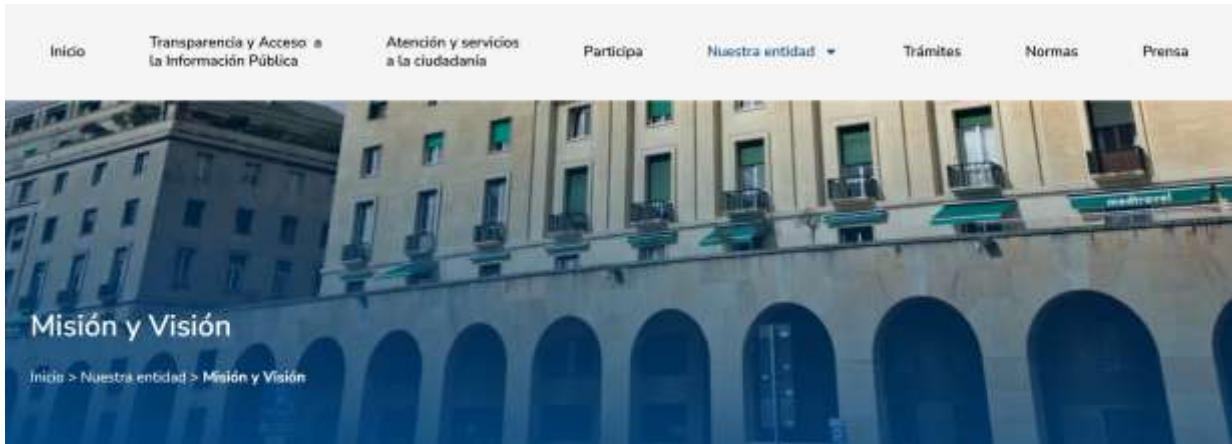 Inicio
Transparencia y Acceso a
la Información Pública
Atención y servicios
a la ciudadanía
Participa
Nuestra entidad
Trámites
Normas
Prensa
meditravel
Misión y Visión
Inicio > Nuestra entidad > Misión y Visión